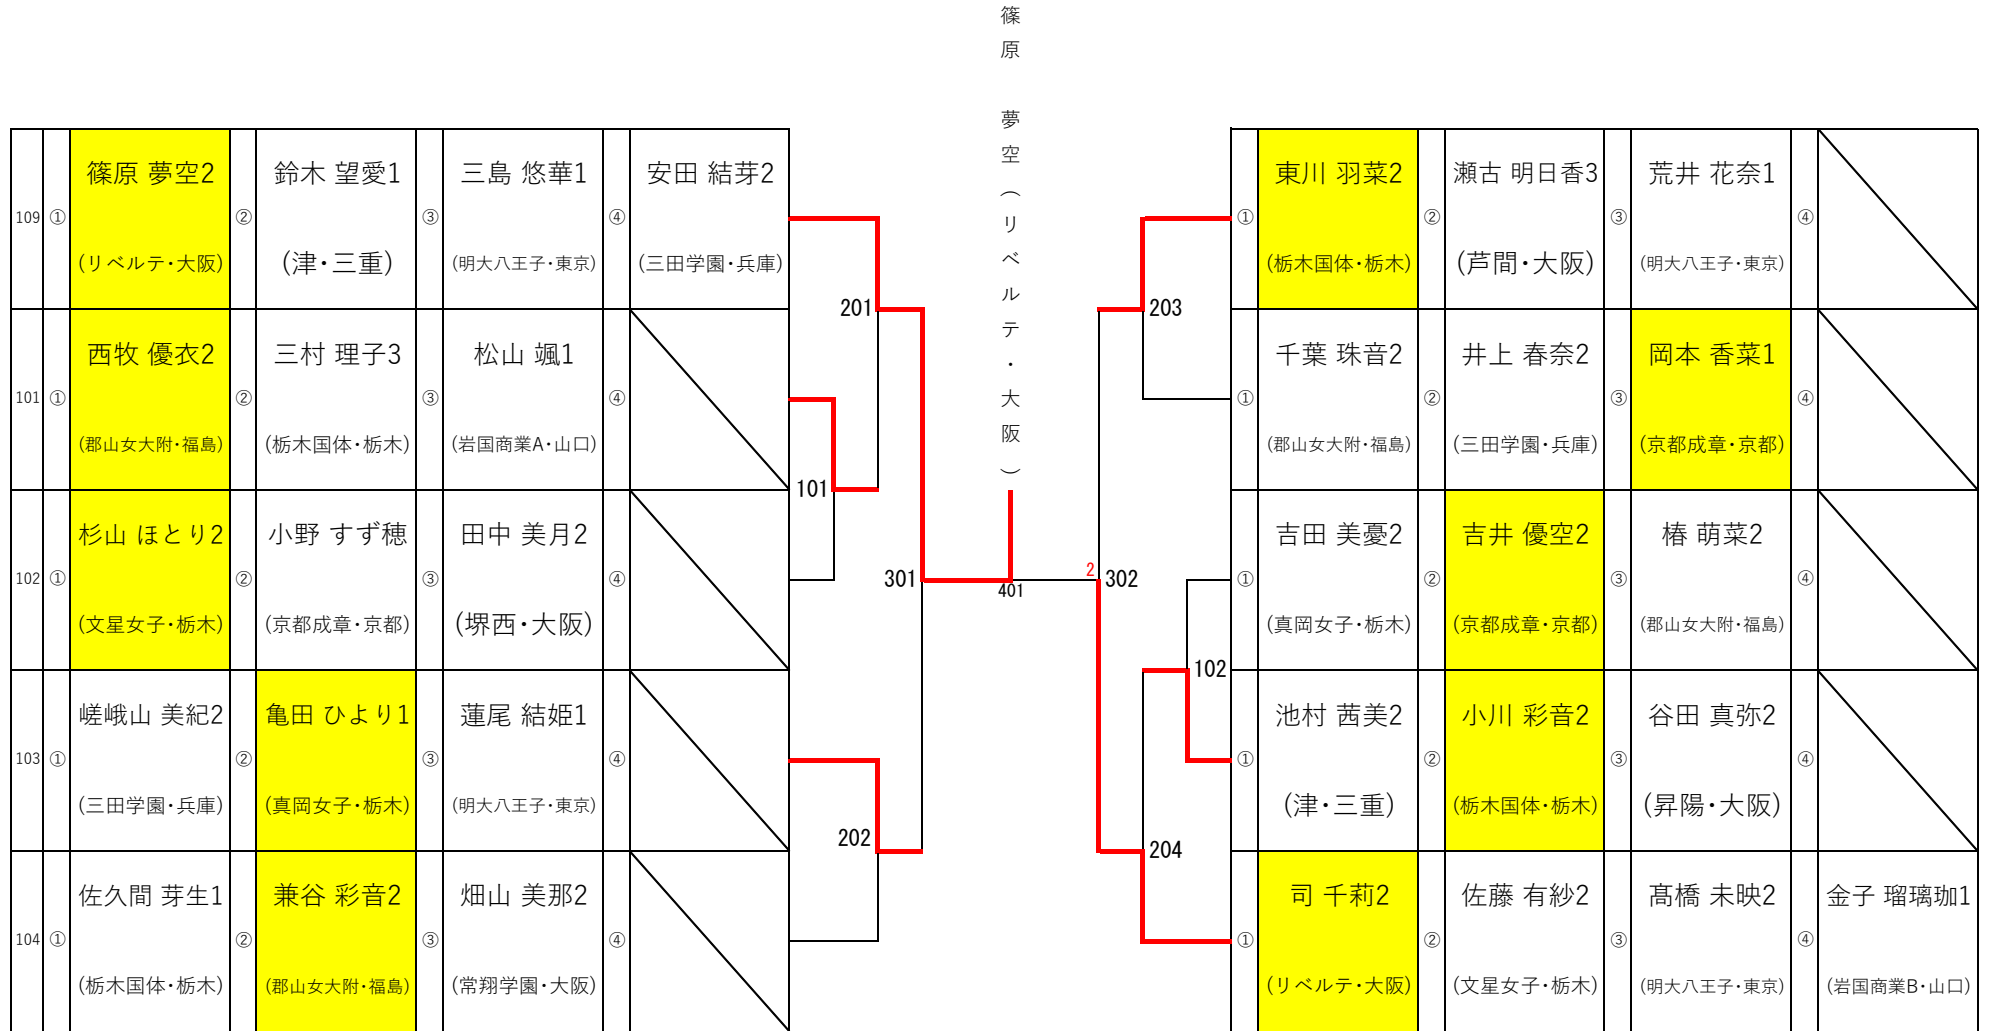 篠原 夢空（リベルテ・大阪）
109 ① 篠原 夢空2 ② 鈴木 望愛1 ③ 三島 悠華1 ④ 安田 結芽2
(リベルテ・大阪) (津・三重) (明大八王子・東京) (三田学園・兵庫)
101 ① 西牧 優衣2 ② 三村 理子3 ③ 松山 颯1 ④
(郡山女大附・福島) (栃木国体・栃木) (岩国商業A・山口)
102 ① 杉山 ほとり2 ② 小野 すず穂 ③ 田中 美月2 ④
(文星女子・栃木) (京都成章・京都) (堺西・大阪)
103 ① 嵯峨山 美紀2 ② 亀田 ひより1 ③ 蓮尾 結姫1 ④
(三田学園・兵庫) (真岡女子・栃木) (明大八王子・東京)
104 ① 佐久間 芽生1 ② 兼谷 彩音2 ③ 畑山 美那2 ④
(栃木国体・栃木) (郡山女大附・福島) (常翔学園・大阪)
201
101
301
202
401
2
302
203
102
204
① 東川 羽菜2 ② 瀬古 明日香3 ③ 荒井 花奈1 ④
(栃木国体・栃木) (芦間・大阪) (明大八王子・東京)
① 千葉 珠音2 ② 井上 春奈2 ③ 岡本 香菜1 ④
(郡山女大附・福島) (三田学園・兵庫) (京都成章・京都)
① 吉田 美憂2 ② 吉井 優空2 ③ 椿 萌菜2 ④
(真岡女子・栃木) (京都成章・京都) (郡山女大附・福島)
① 池村 茜美2 ② 小川 彩音2 ③ 谷田 真弥2 ④
(津・三重) (栃木国体・栃木) (昇陽・大阪)
① 司 千莉2 ② 佐藤 有紗2 ③ 髙橋 未映2 ④ 金子 瑠璃珈1
(リベルテ・大阪) (文星女子・栃木) (明大八王子・東京) (岩国商業B・山口)